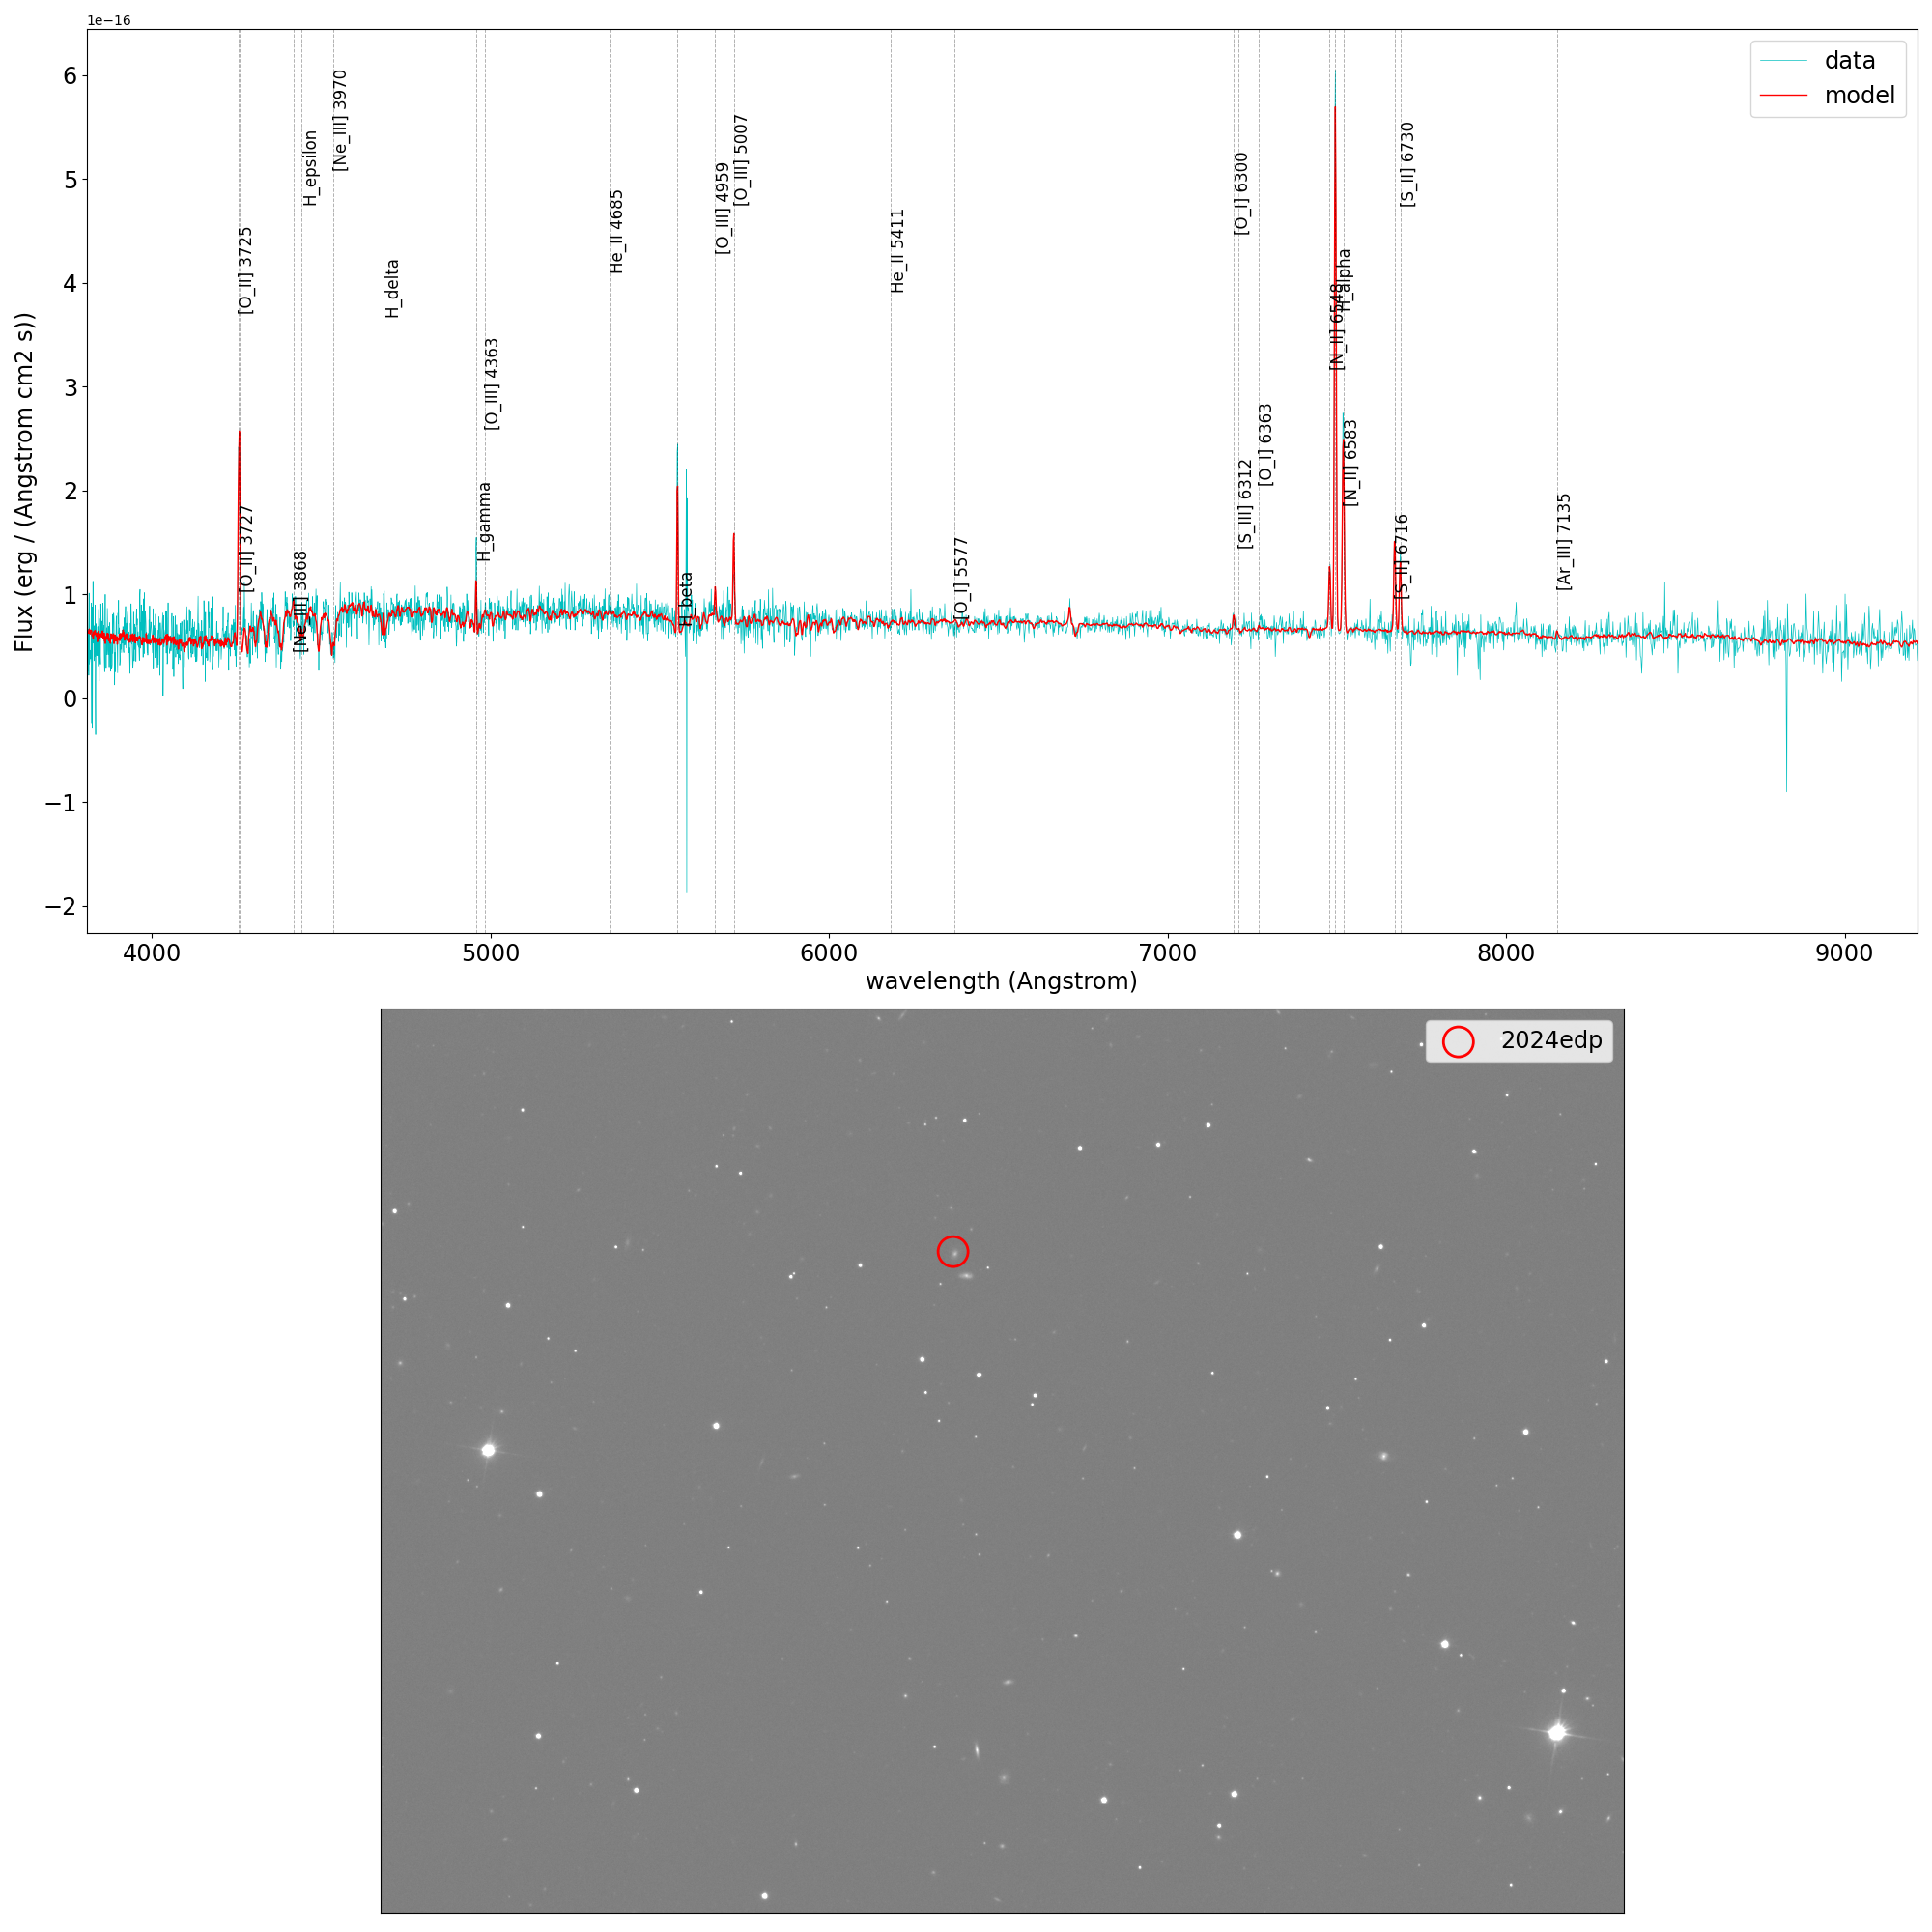 1e−16
data
model
6
5
4
3
2
1
0
−1
−2
Flux (erg / (Angstrom cm2 s))
[O_II] 3725
[O_II] 3727
[Ne_III] 3868
H_epsilon
[Ne_III] 3970
H_delta
H_gamma
[O_III] 4363
He_II 4685
H_beta
[O_III] 4959
[O_III] 5007
He_II 5411
[O_I] 5577
[O_I] 6300
[S_III] 6312
[O_I] 6363
[N_II] 6548
H_alpha
[N_II] 6583
[S_II] 6716
[S_II] 6730
[Ar_III] 7135
4000
5000
6000
7000
8000
9000
wavelength (Angstrom)
2024edp